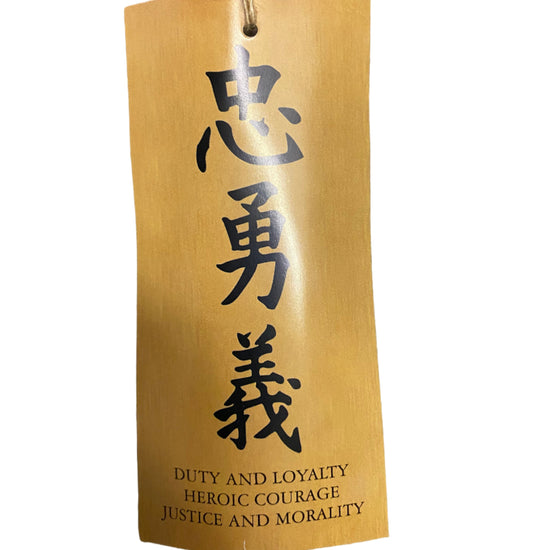 忠
勇
義
DUTY AND LOYALTY
HEROIC COURAGE
JUSTICE AND MORALITY